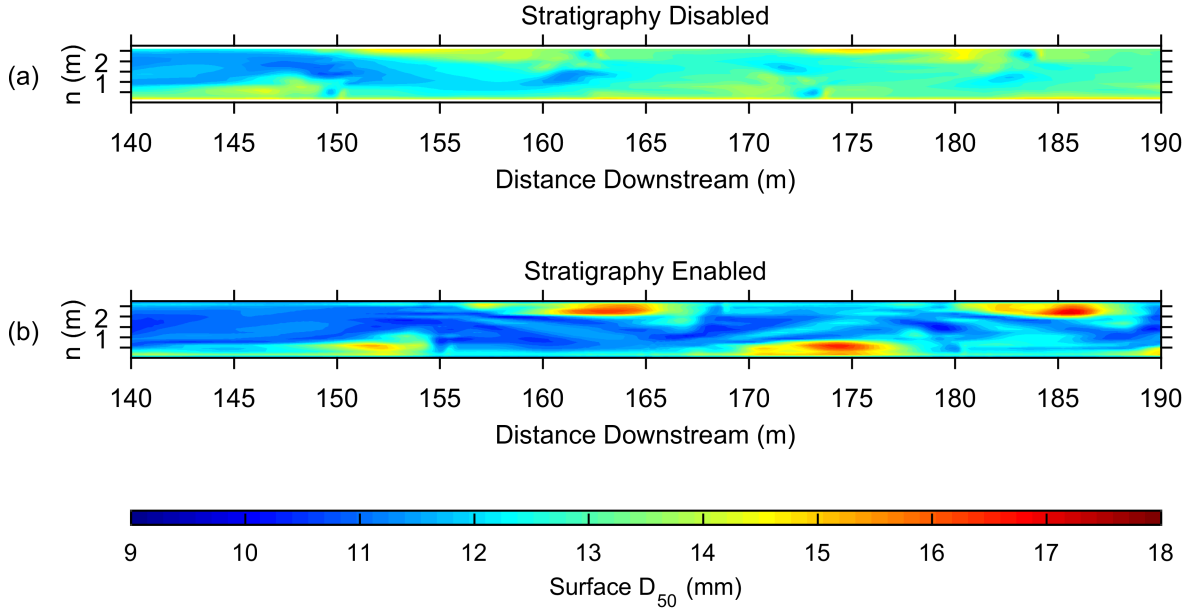 Stratigraphy Disabled
(a)
n (m)
2
1
140 145 150 155 160 165 170 175 180 185 190
Distance Downstream (m)
Stratigraphy Enabled
(b)
n (m)
2
1
140 145 150 155 160 165 170 175 180 185 190
Distance Downstream (m)
9 10 11 12 13 14 15 16 17 18
Surface D50 (mm)